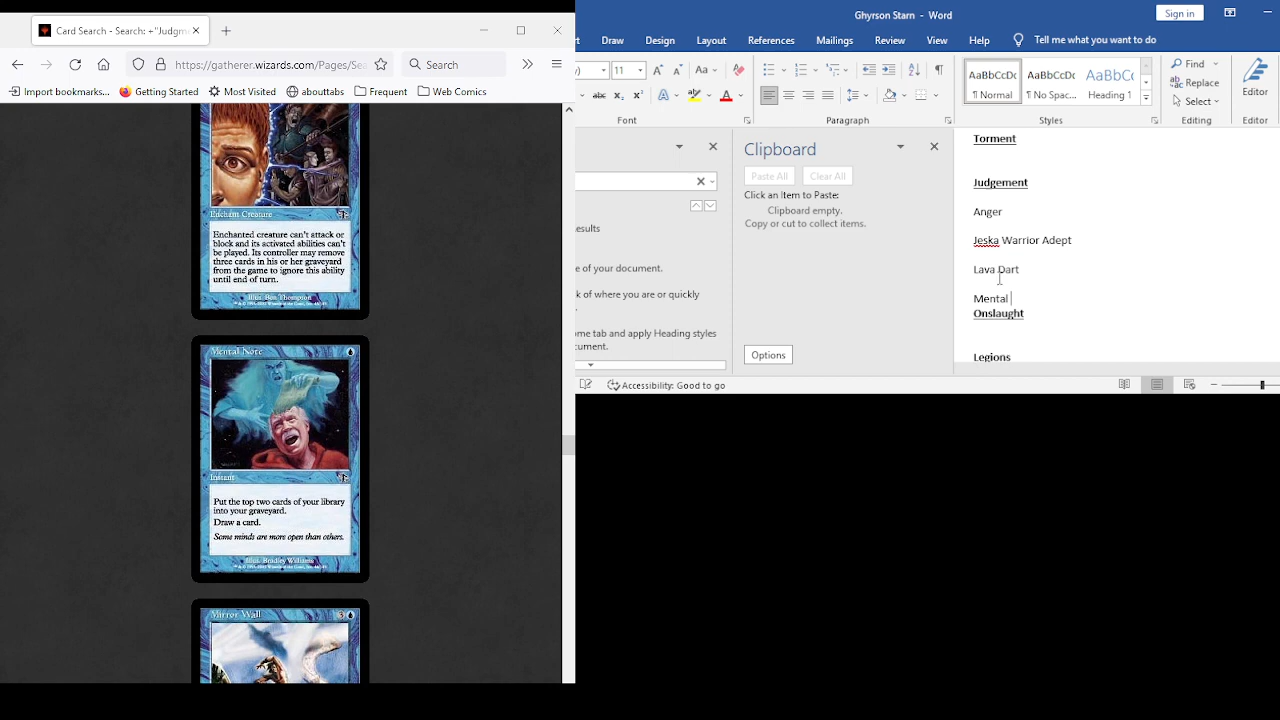 Card Search - Search: +"Judgm
https://gatherer.wizards.com/Pages/Sea
Search
Import bookmarks...
Getting Started
Most Visited
abouttabs
Frequent
Web Comic
Enchant Creature
Enchanted creature can't attack or
block and its activated abilities can't
be played. Its controller may remove
three cards in his or her graveyard
from the game to ignore this ability
until end of turn.
Illus. Ben Thompson
Mental Note
Instant
Put the top two cards of your library
into your graveyard.
Draw a card.
Some minds are more open than others.
Illus. Bradley Williams
Mirror Wall
Ghyrson Starn - Word
Sign in
Draw
Design
Layout
References
Mailings
Review
View
Help
Tell me what you want to do
11
Aa
abc
x₂
x²
A
AaBbCcDc
¶ Normal
AaBbCcDc
¶ No Spac...
AaBbCc
Heading 1
Find
Replace
Select
Editor
Font
Paragraph
Styles
Editing
Editor
esults
e of your document.
k of where you are or quickly
.
me tab and apply Heading styles
cument.
Clipboard
Paste All
Clear All
Click an Item to Paste:
Clipboard empty.
Copy or cut to collect items.
Options
Torment
Judgement
Anger
Jeska Warrior Adept
Lava Dart
Mental
Onslaught
Legions
Accessibility: Good to go